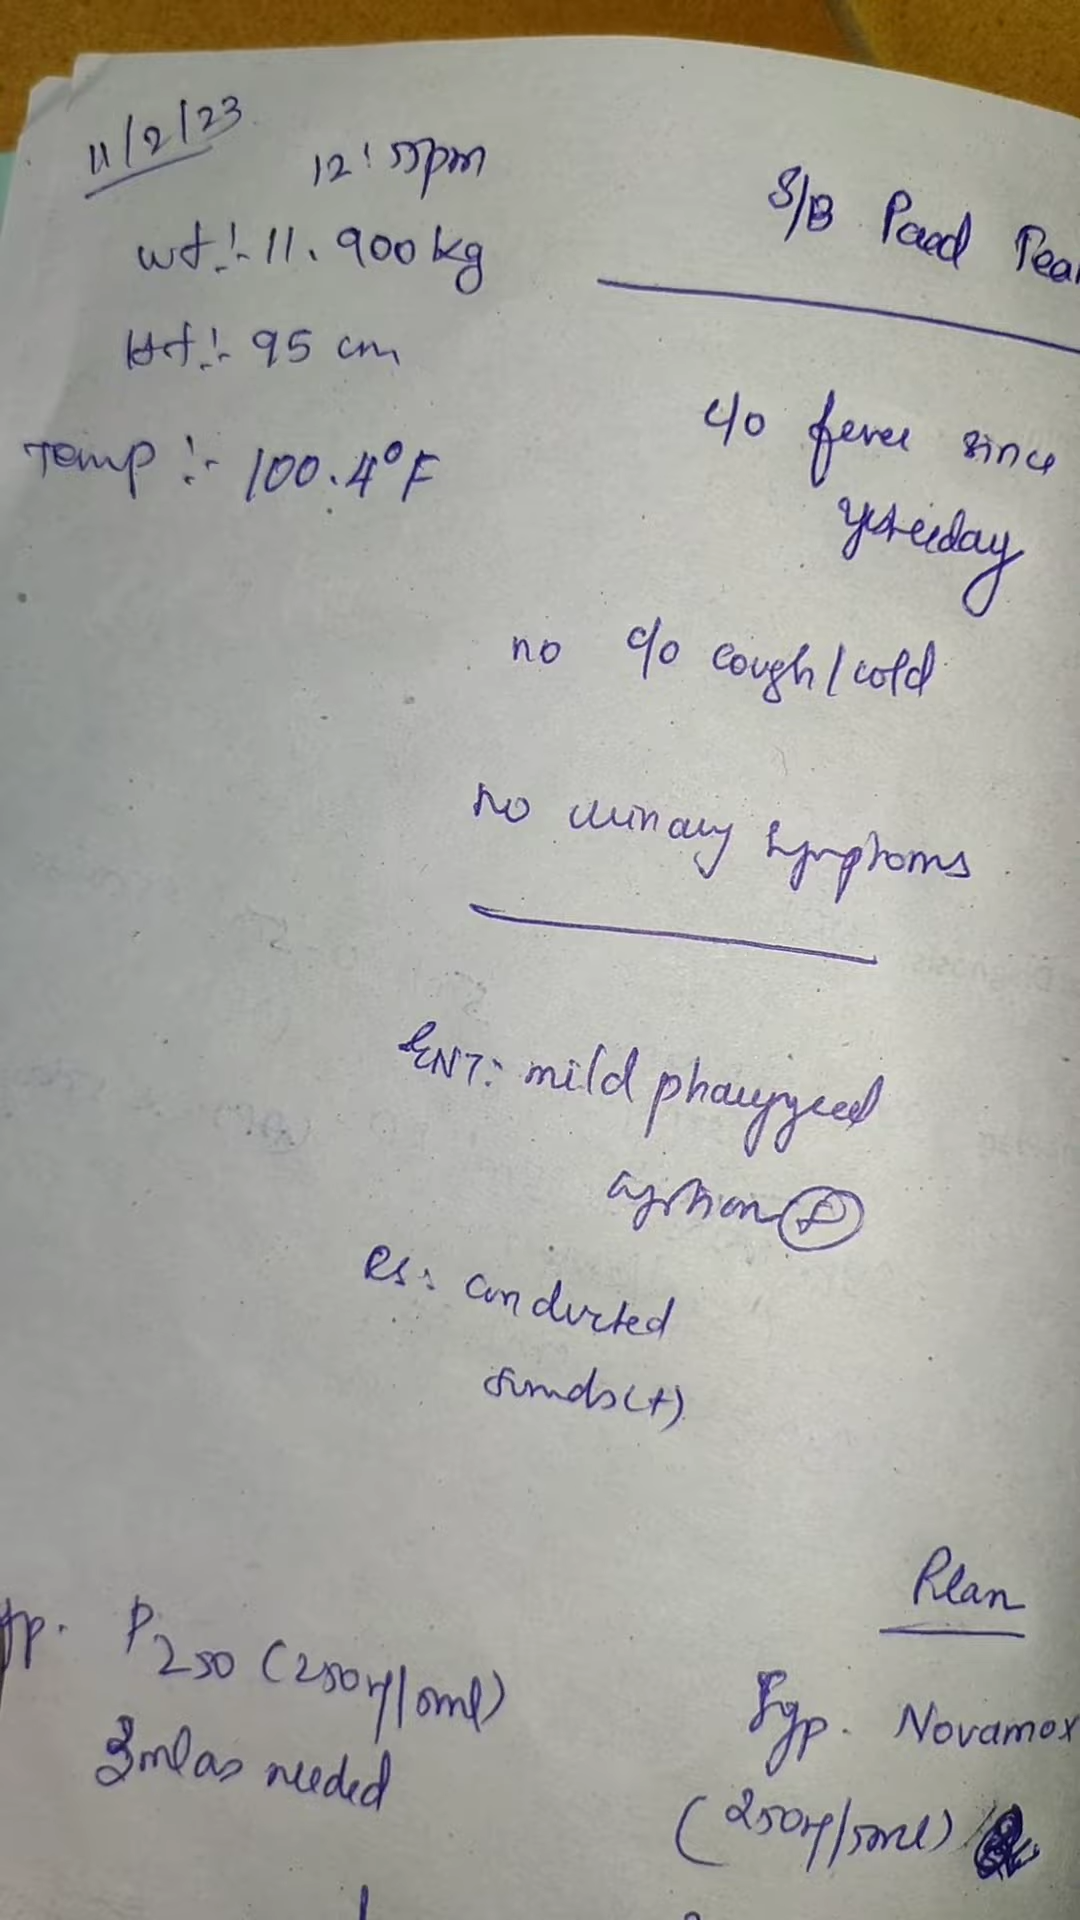 11/2/23
12:55pm
S/B Paed Tea
wt:- 11.900 kg
Ht:- 95 cm
Temp:- 100.4°F
c/o fever since
yesterday
no c/o cough/cold
no urinary symptoms
ENT: mild pharyngeal
(+)
RS: conducted
sounds (+)
Plan
P250 (250mg/5ml)
3ml as needed
Syp. Novamox
(250mg/5ml)